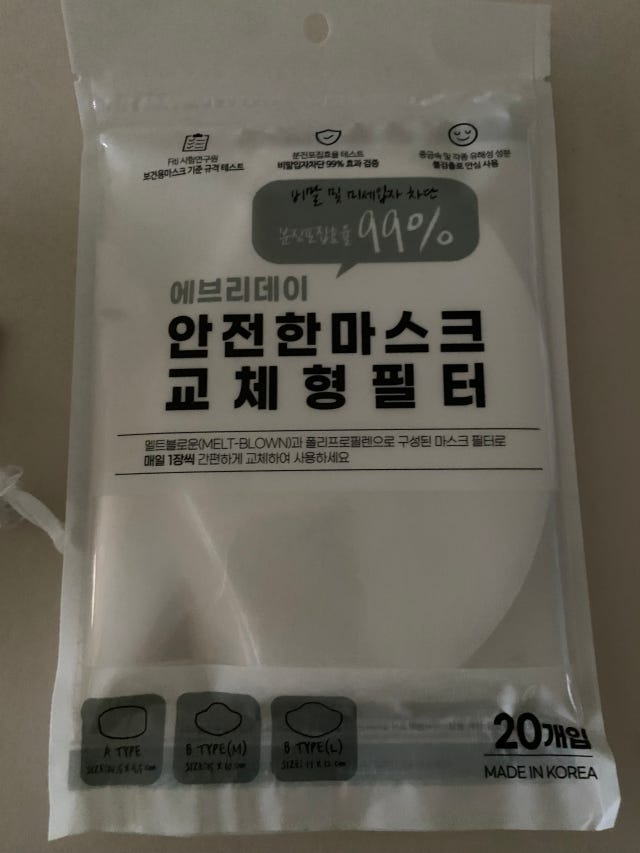 Fiti 시험연구원
보건용마스크 기준 규격 테스트
분진포집효율 테스트
비말입자차단 99% 효과 검증
중금속 및 각종 유해성 성분
불검출로 안심 사용
비말 및 미세입자 차단
분진포집효율 99%
에브리데이
안전한마스크
교체형필터
멜트블로운(MELT-BLOWN)과 폴리프로필렌으로 구성된 마스크 필터로
매일 1장씩 간편하게 교체하여 사용하세요
A TYPE
B TYPE(M)
B TYPE(L)
SIZE:
SIZE:
SIZE: 17 X 12 cm
20개입
MADE IN KOREA